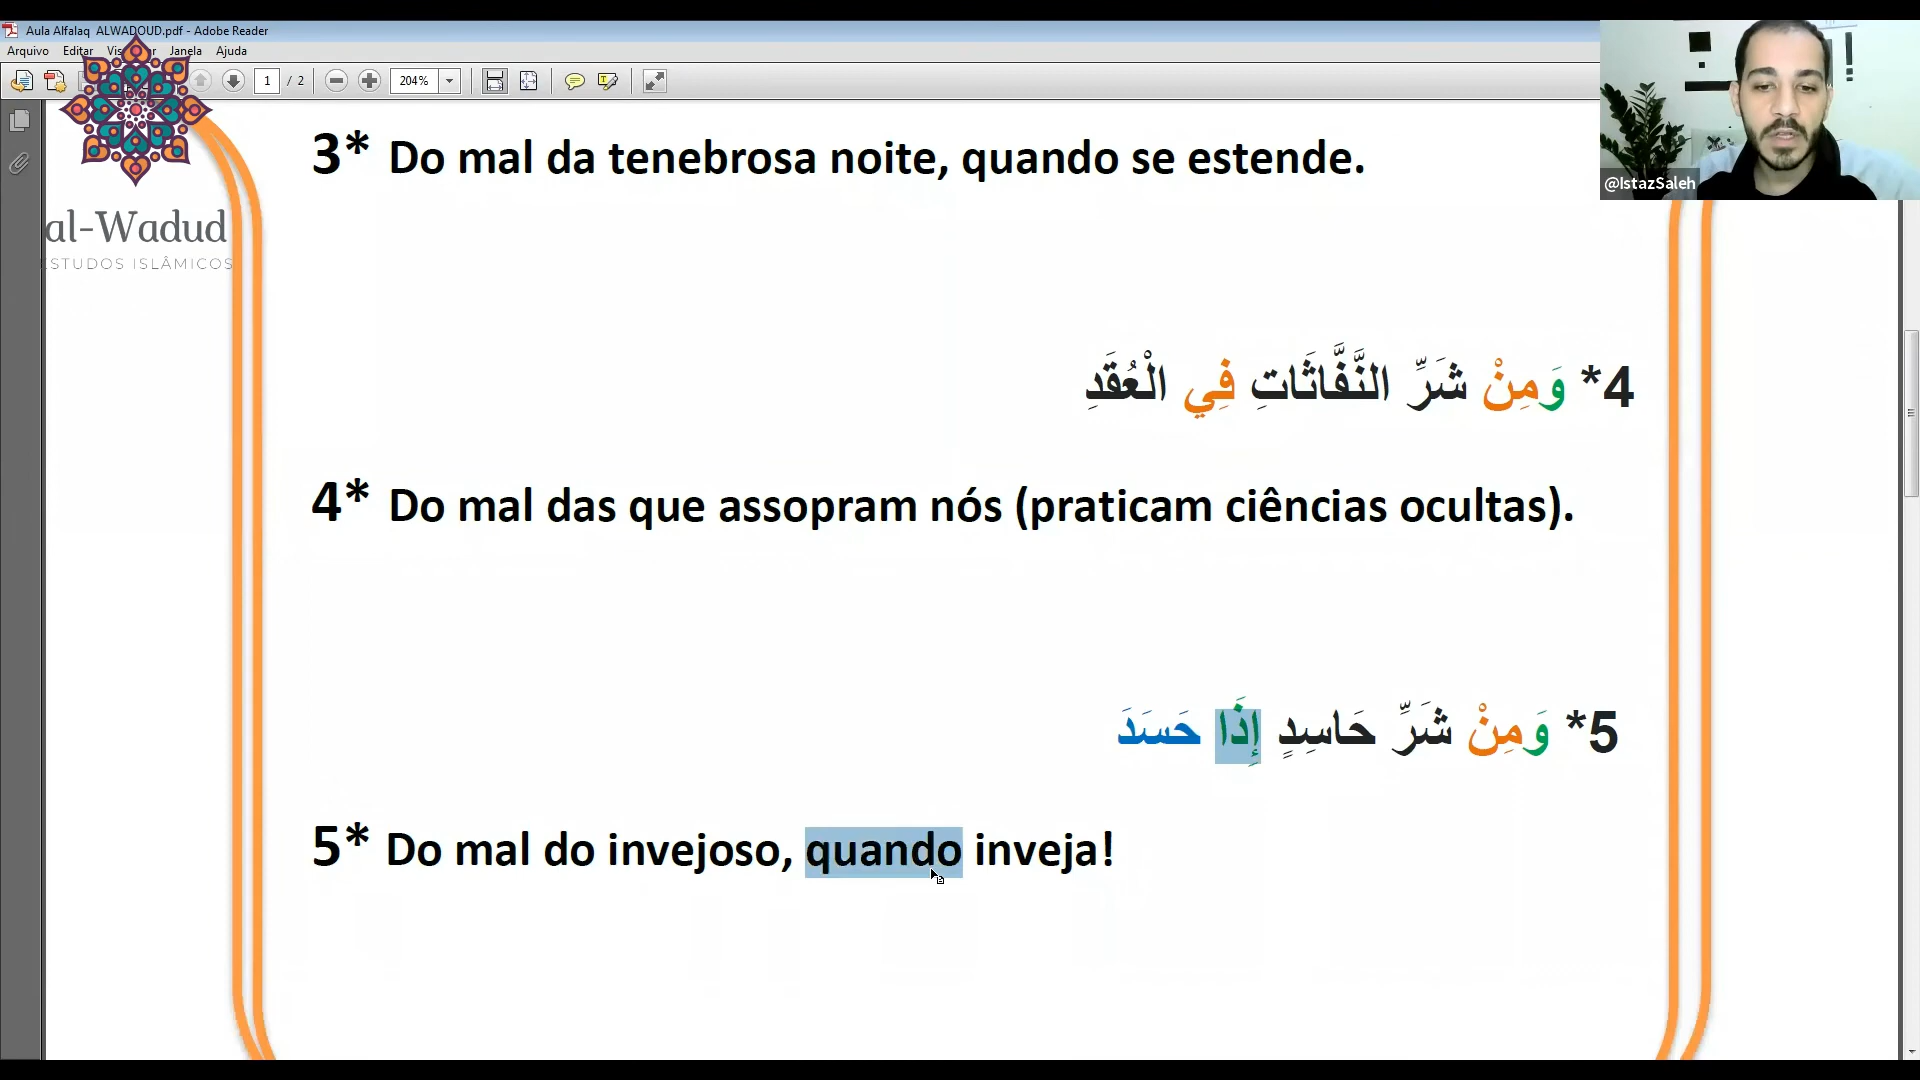 Aula Alfalaq ALWADOUD.pdf - Adobe Reader
Arquivo Editar Janela Ajuda
1 / 2 204%
@IstazSaleh
al-Wadud
ESTUDOS ISLÂMICOS
3* Do mal da tenebrosa noite, quando se estende.
4* وَمِنْ شَرِّ النَّفَّاثَاتِ فِي الْعُقَدِ
4* Do mal das que assopram nós (praticam ciências ocultas).
5* وَمِنْ شَرِّ حَاسِدٍ إِذَا حَسَدَ
5* Do mal do invejoso, quando inveja!